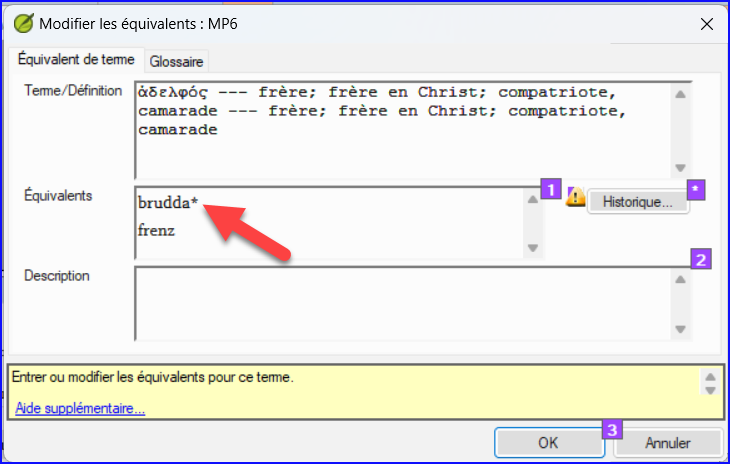 Modifier les équivalents : MP6
Équivalent de terme
Glossaire
Terme/Définition
ἀδελφός --- frère; frère en Christ; compatriote,
camarade --- frère; frère en Christ; compatriote,
camarade
Équivalents
brudda*
frenz
1
Historique...
*
Description
2
Entrer ou modifier les équivalents pour ce terme.
Aide supplémentaire...
OK
3
Annuler